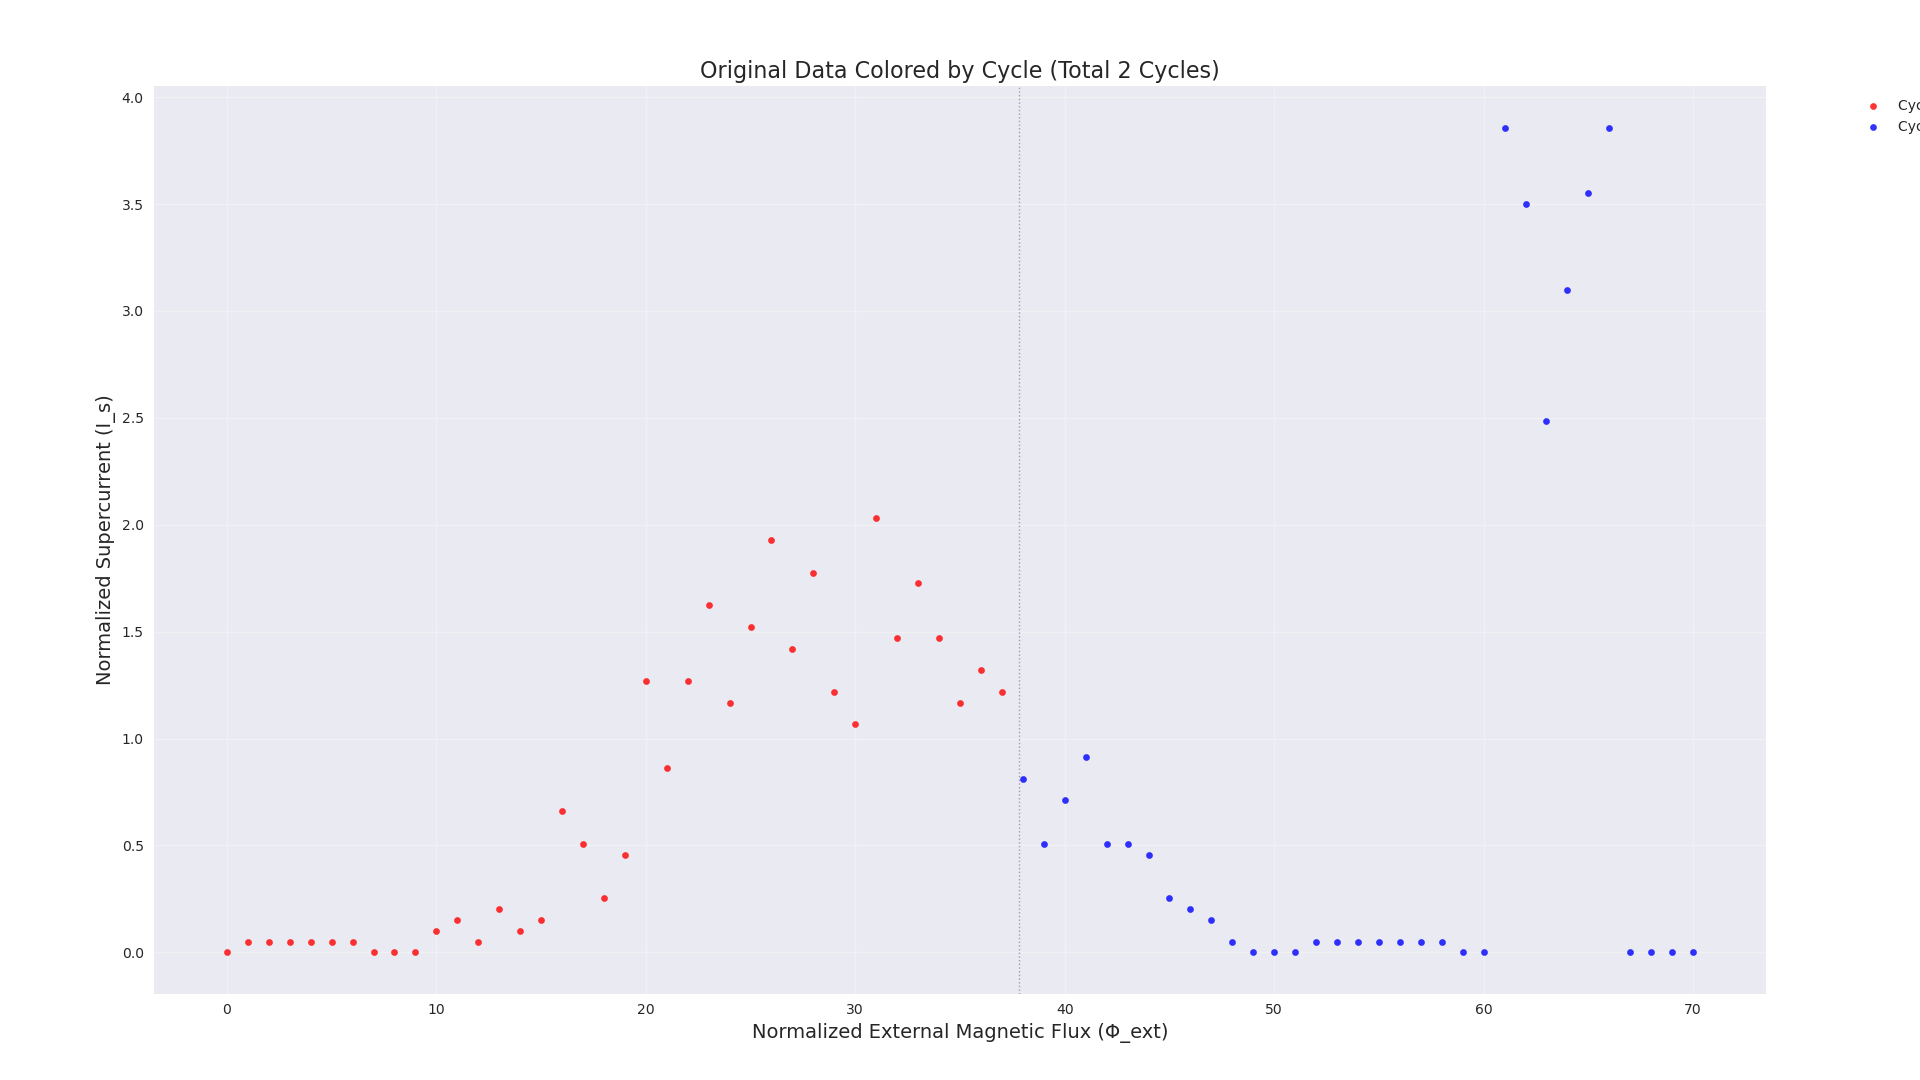 Original Data Colored by Cycle (Total 2 Cycles)
4.0
3.5
3.0
2.5
2.0
1.5
1.0
0.5
0.0
Normalized Supercurrent (I_s)
0 10 20 30 40 50 60 70
Normalized External Magnetic Flux (Φ_ext)
Cyc
Cyc